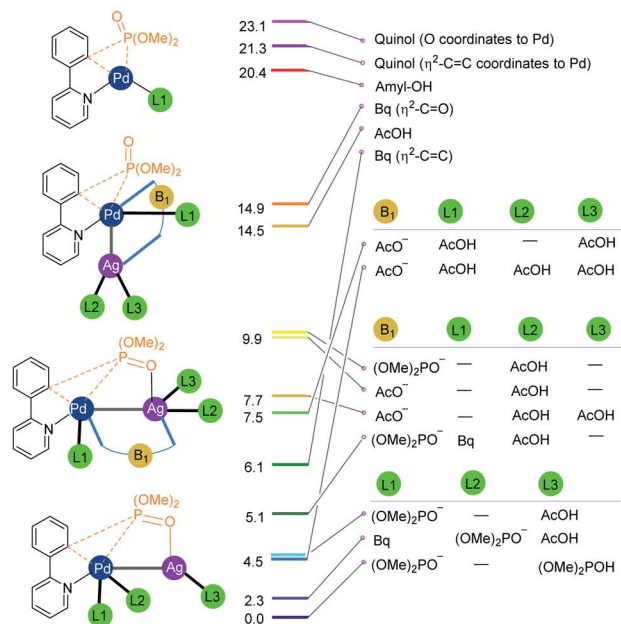 O
P(OMe)₂
Pd
N
L1
O
P(OMe)₂
B₁
Pd
L1
N
Ag
L2
L3
(OMe)₂
P
O
L3
Pd
Ag
L2
N
L1
B₁
(OMe)₂
P
O
Pd
Ag
N
L2
L3
L1
23.1
21.3
20.4
14.9
14.5
9.9
7.7
7.5
6.1
5.1
4.5
2.3
0.0
Quinol (O coordinates to Pd)
Quinol (η²-C=C coordinates to Pd)
Amyl-OH
Bq (η²-C=O)
AcOH
Bq (η²-C=C)
B₁ L1 L2 L3
AcO⁻ AcOH — AcOH
AcO⁻ AcOH AcOH AcOH
B₁ L1 L2 L3
(OMe)₂PO⁻ — AcOH —
AcO⁻ — AcOH —
AcO⁻ — AcOH AcOH
(OMe)₂PO⁻ Bq AcOH —
L1 L2 L3
(OMe)₂PO⁻ — AcOH
Bq (OMe)₂PO⁻ AcOH
(OMe)₂PO⁻ — (OMe)₂POH